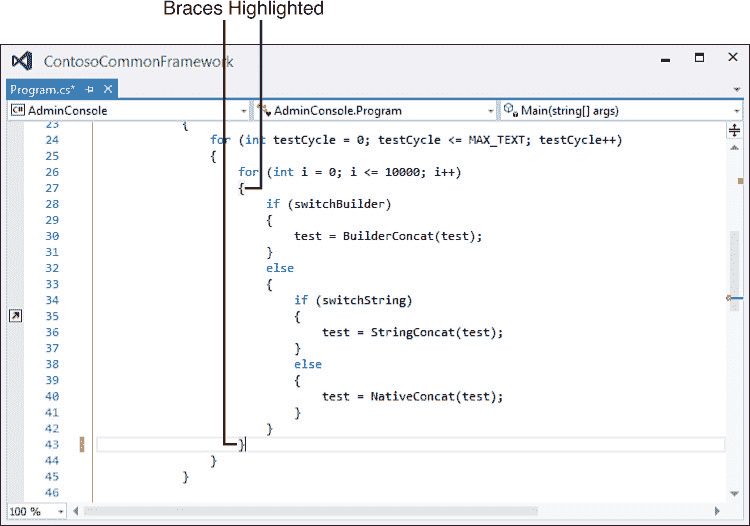 Braces Highlighted
ContosoCommonFramework
Program.cs*
C# AdminConsole AdminConsole.Program Main(string[] args)
23 {
24 for (int testCycle = 0; testCycle <= MAX_TEXT; testCycle++)
25 {
26 for (int i = 0; i <= 10000; i++)
27 {
28 if (switchBuilder)
29 {
30 test = BuilderConcat(test);
31 }
32 else
33 {
34 if (switchString)
35 {
36 test = StringConcat(test);
37 }
38 else
39 {
40 test = NativeConcat(test);
41 }
42 }
43 }
44 }
45 }
46
100 %